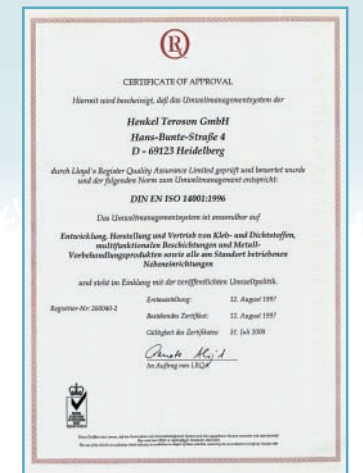 CERTIFICATE OF APPROVAL
Hiermit wird bescheinigt, daß das Umweltmanagementsystem der
Henkel Teroson GmbH
Hans-Bunte-Straße 4
D - 69123 Heidelberg
durch Lloyd's Register Quality Assurance Limited geprüft und bewertet wurde
und der folgenden Norm zum Umweltmanagement entspricht:
DIN EN ISO 14001:1996
Das Umweltmanagementsystem ist anwendbar auf
Entwicklung, Herstellung und Vertrieb von Kleb- und Dichtstoffen,
multifunktionalen Beschichtungen und Metall-
Vorbehandlungsprodukten sowie alle am Standort betriebenen
Nebeneinrichtungen
und steht im Einklang mit der veröffentlichten Umweltpolitik.
Erstausstellung: 12. August 1997
Registrier-Nr: 260040-2 Bestehendes Zertifikat: 12. August 1997
Gültigkeit des Zertifikates: 31. Juli 2000
Im Auftrag von LRQA